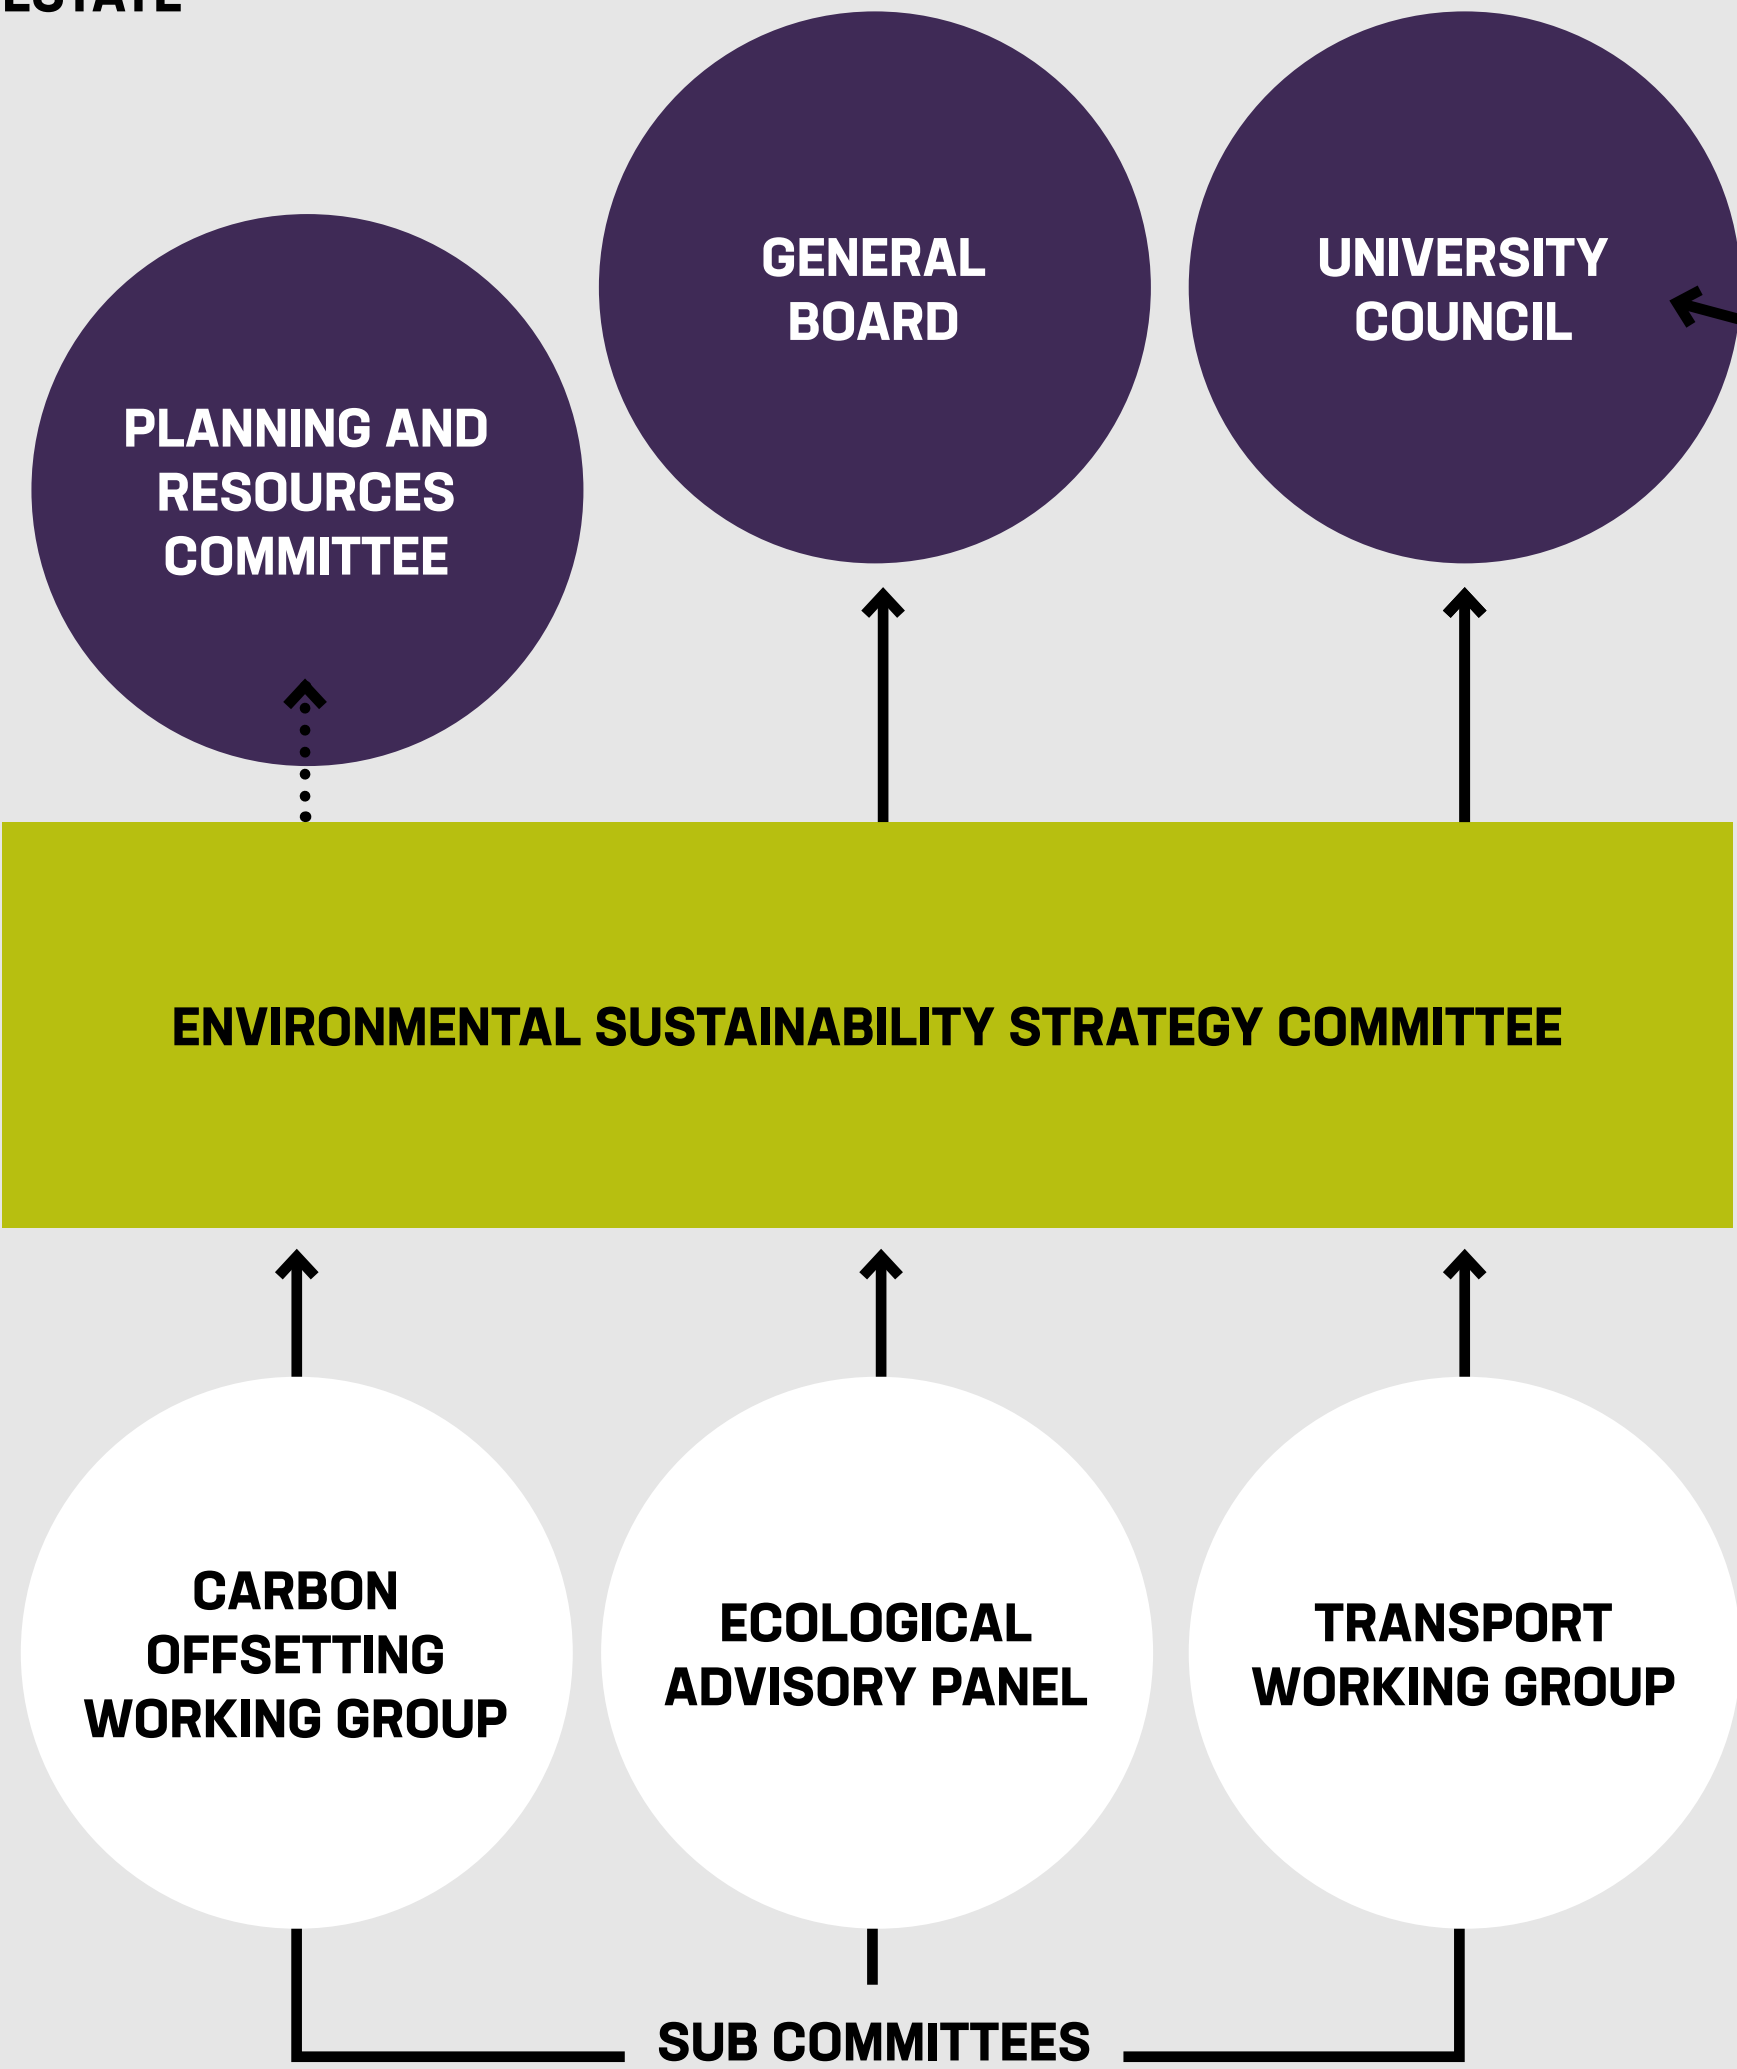 ESTATE
GENERAL
BOARD
UNIVERSITY
COUNCIL
PLANNING AND
RESOURCES
COMMITTEE
ENVIRONMENTAL SUSTAINABILITY STRATEGY COMMITTEE
CARBON
OFFSETTING
WORKING GROUP
ECOLOGICAL
ADVISORY PANEL
TRANSPORT
WORKING GROUP
SUB COMMITTEES